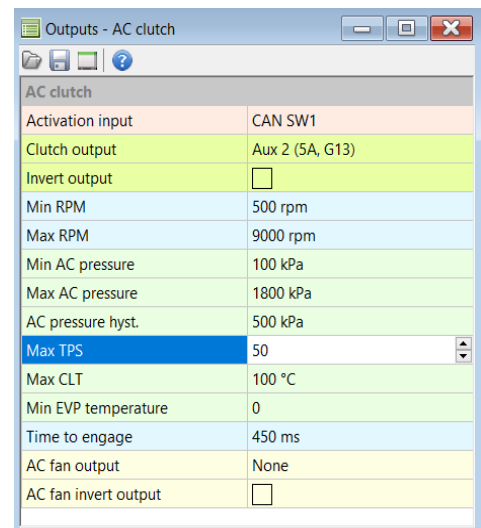 Outputs - AC clutch
AC clutch
Activation input CAN SW1
Clutch output Aux 2 (5A, G13)
Invert output
Min RPM 500 rpm
Max RPM 9000 rpm
Min AC pressure 100 kPa
Max AC pressure 1800 kPa
AC pressure hyst. 500 kPa
Max TPS 50
Max CLT 100 °C
Min EVP temperature 0
Time to engage 450 ms
AC fan output None
AC fan invert output